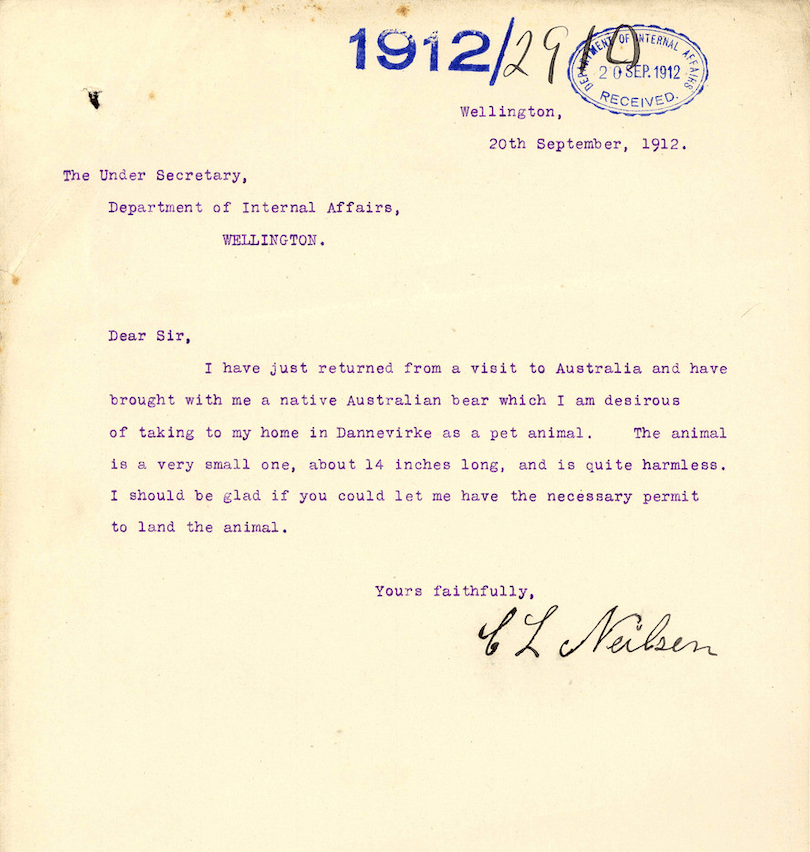 1912/2910
DEPARTMENT OF INTERNAL AFFAIRS
20 SEP. 1912
RECEIVED.
Wellington,
20th September, 1912.
The Under Secretary,
Department of Internal Affairs,
WELLINGTON.
Dear Sir,
I have just returned from a visit to Australia and have
brought with me a native Australian bear which I am desirous
of taking to my home in Dannevirke as a pet animal. The animal
is a very small one, about 14 inches long, and is quite harmless.
I should be glad if you could let me have the necessary permit
to land the animal.
Yours faithfully,
C L Neilsen